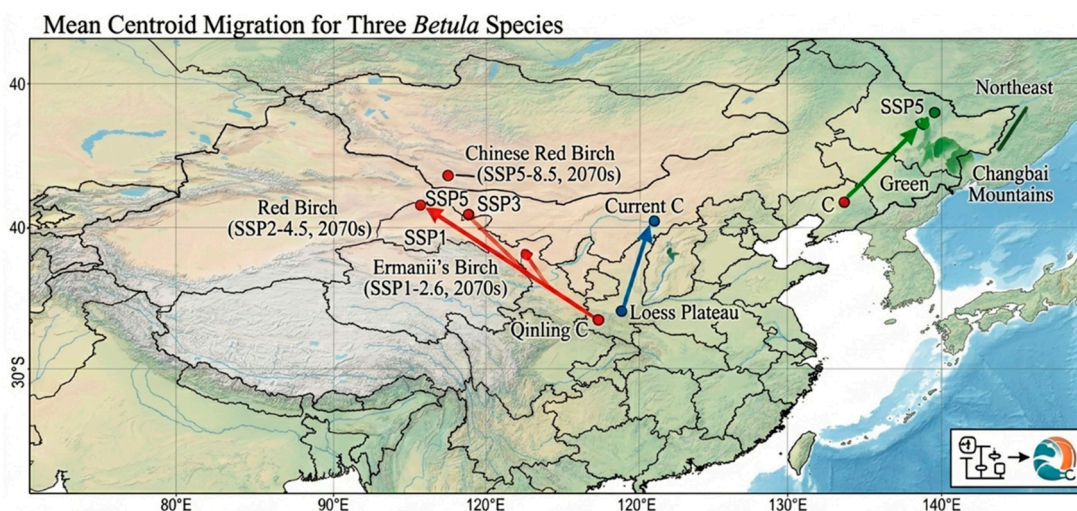 Mean Centroid Migration for Three Betula Species
40
40
30°S
Northeast
SSP5
Chinese Red Birch
(SSP5-8.5, 2070s)
Changbai
Mountains
Green
C
Red Birch
(SSP2-4.5, 2070s)
SSP5
SSP3
Current C
SSP1
Ermanii's Birch
(SSP1-2.6, 2070s)
Qinling C
Loess Plateau
80°E
90°E
120°E
120°E
130°E
140°E